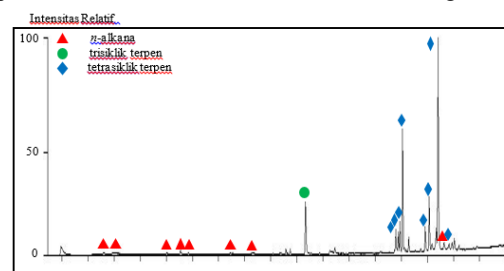 Intensitas Relatif
100
n-alkana
trisiklik terpen
tetrasiklik terpen
50
0